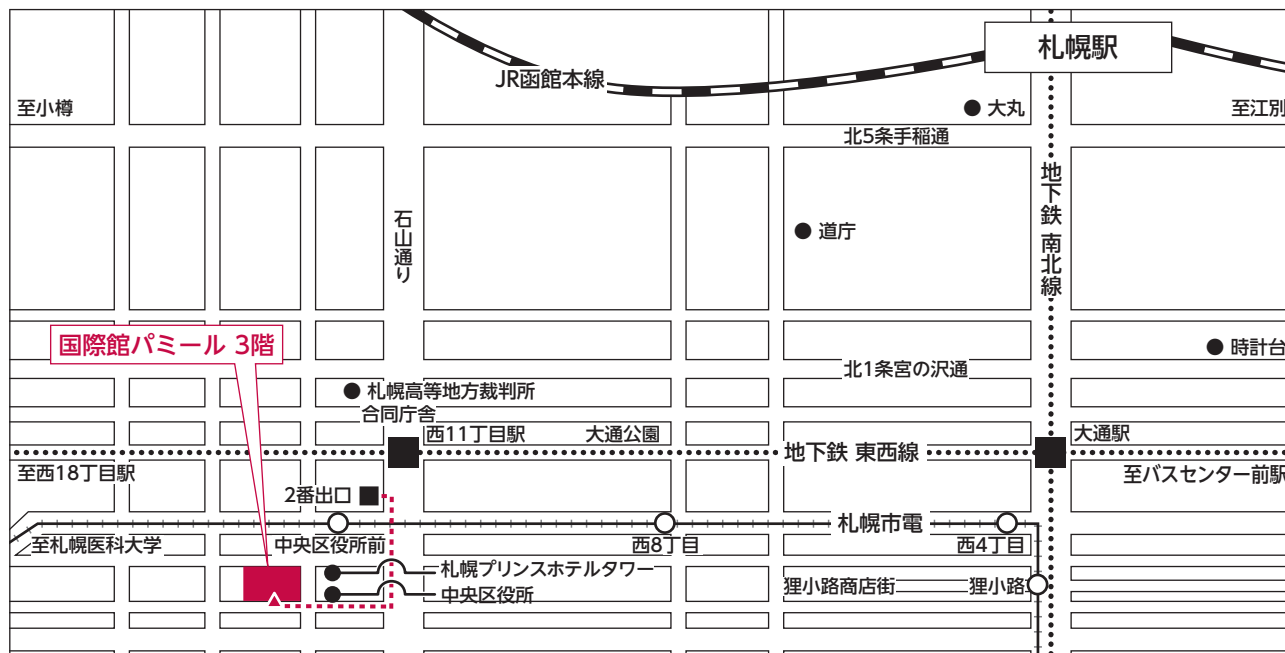 札幌駅
JR函館本線
至小樽
大丸
至江別
北5条手稲通
地下鉄 南北線
石山通り
道庁
国際館パミール 3階
時計台
北1条宮の沢通
札幌高等地方裁判所
合同庁舎
西11丁目駅
大通公園
大通駅
地下鉄 東西線
至西18丁目駅
至バスセンター前駅
2番出口
札幌市電
至札幌医科大学
中央区役所前
西8丁目
西4丁目
札幌プリンスホテルタワー
中央区役所
狸小路商店街
狸小路